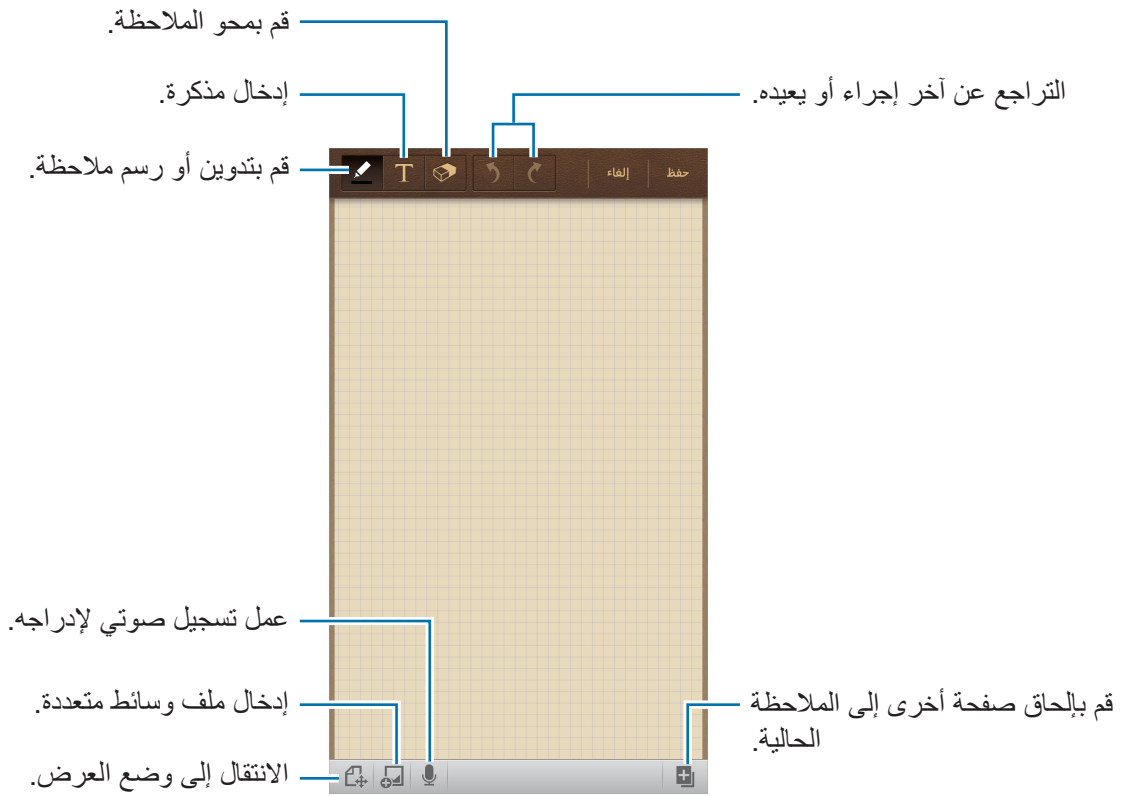 قم بمحو الملاحظة.
إدخال مذكرة.
التراجع عن آخر إجراء أو يعيده.
قم بتدوين أو رسم ملاحظة.
T
إلغاء
حفظ
عمل تسجيل صوتي لإدراجه.
إدخال ملف وسائط متعددة.
قم بإلحاق صفحة أخرى إلى الملاحظة
الحالية.
الانتقال إلى وضع العرض.